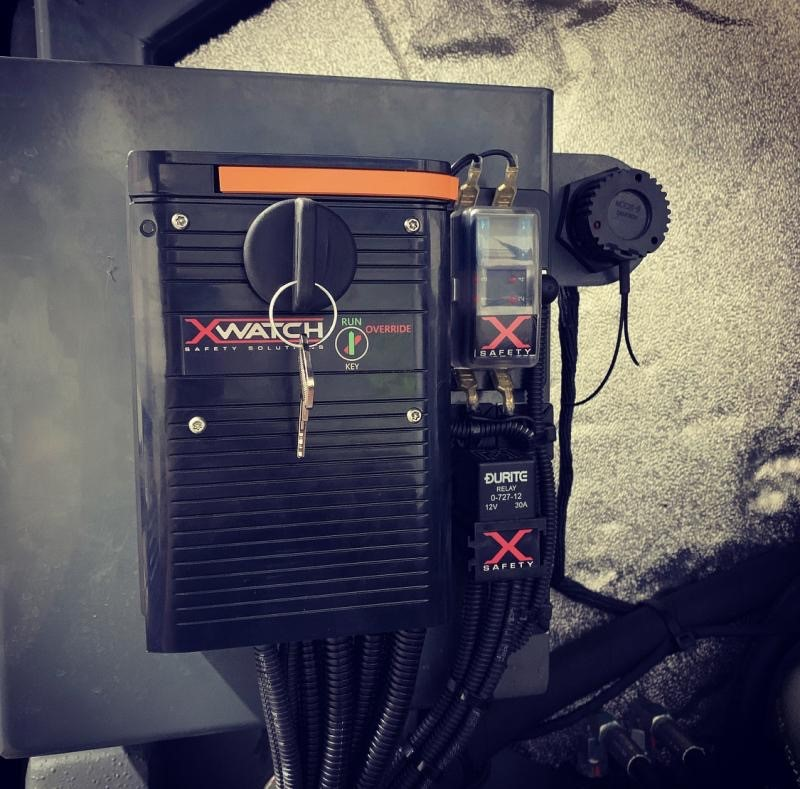 XWATCH
SAFETY SOLUTIONS
RUN
OVERRIDE
KEY
X
SAFETY
DURITE
RELAY
0-727-12
12V 30A
X
SAFETY